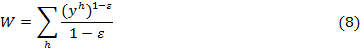 W = ∑_h (y^h)^{1−ε} / (1 − ε) (8)